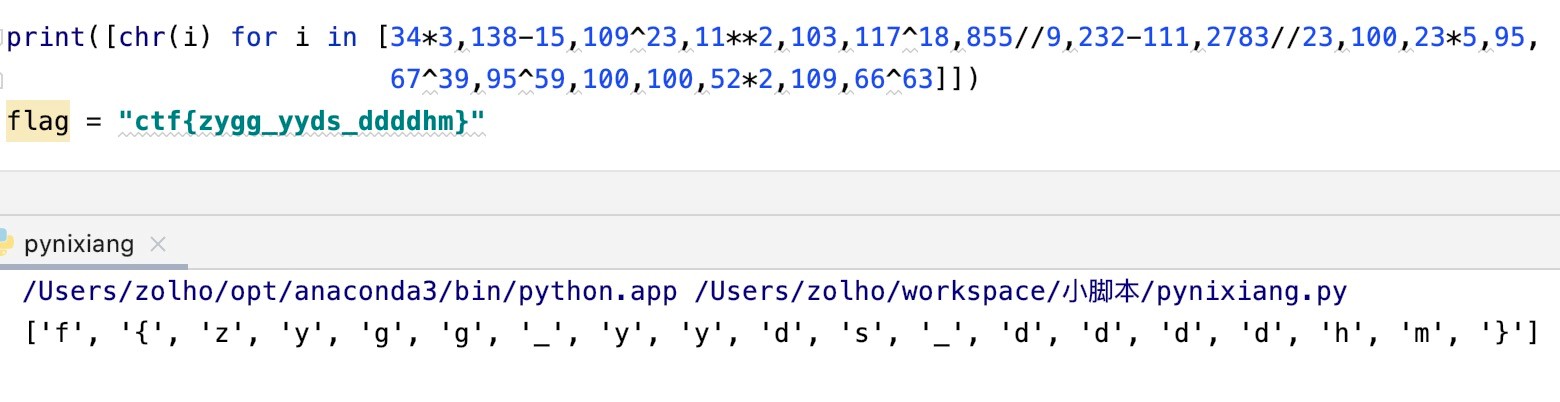 print([chr(i) for i in [34*3,138-15,109^23,11**2,103,117^18,855//9,232-111,2783//23,100,23*5,95,
67^39,95^59,100,100,52*2,109,66^63]])
flag = "ctf{zygg_yyds_ddddhm}"
pynixiang
/Users/zolho/opt/anaconda3/bin/python.app /Users/zolho/workspace/小脚本/pynixiang.py
['f', '{', 'z', 'y', 'g', 'g', '_', 'y', 'y', 'd', 's', '_', 'd', 'd', 'd', 'd', 'h', 'm', '}']